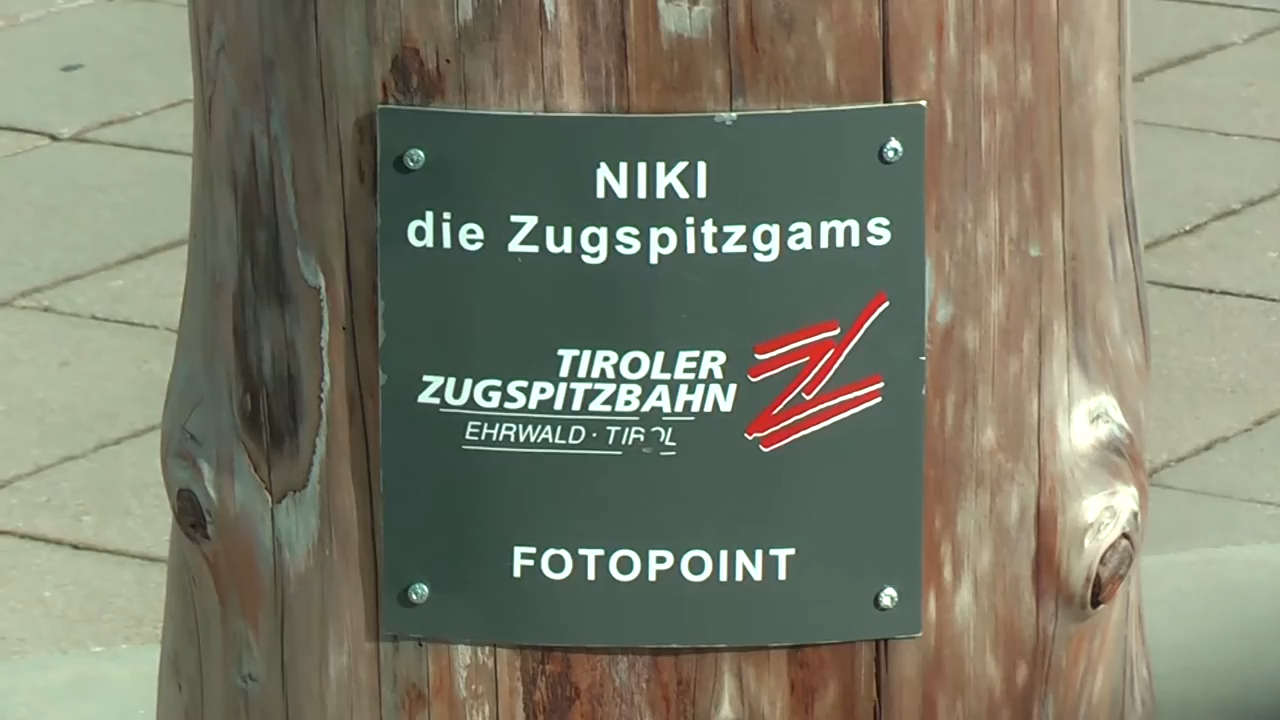 NIKI
die Zugspitzgams
TIROLER
ZUGSPITZBAHN
EHRWALD · TIROL
FOTOPOINT